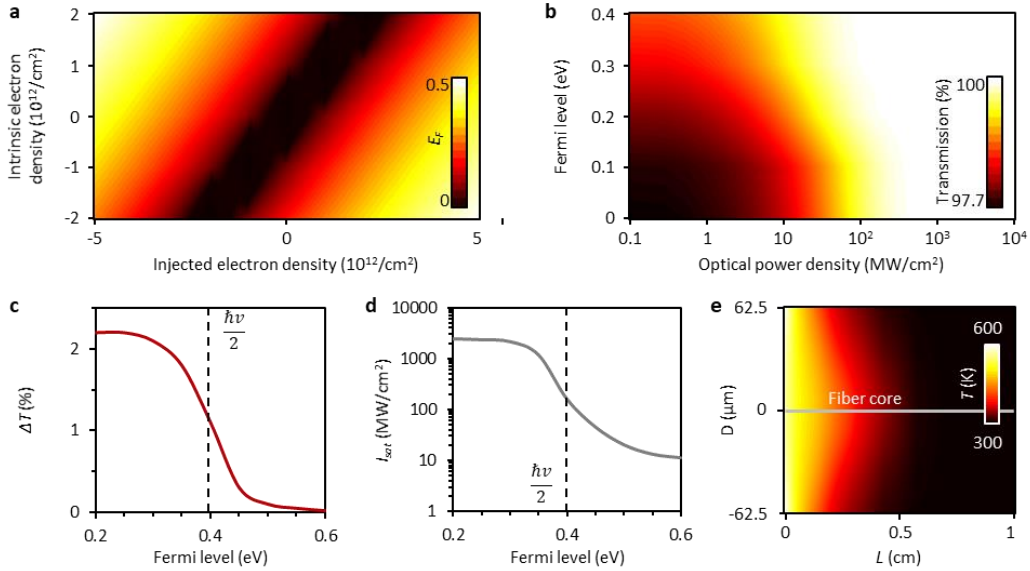 a
Intrinsic electron
density (10¹²/cm²)
2
1
0
-1
-2
-5
0
5
Injected electron density (10¹²/cm²)
0.5
E_F
0
b
Fermi level (eV)
0.4
0.3
0.2
0.1
0
0.1
1
10
10²
10³
10⁴
Optical power density (MW/cm²)
Transmission (%)
100
97.7
c
ΔT (%)
2
1
0
0.2
0.4
0.6
Fermi level (eV)
ħν
2
d
I_sat (MW/cm²)
10000
1000
100
10
1
0.2
0.4
0.6
Fermi level (eV)
ħν
2
e
D (μm)
62.5
0
-62.5
0
0.5
1
L (cm)
Fiber core
600
T (K)
300